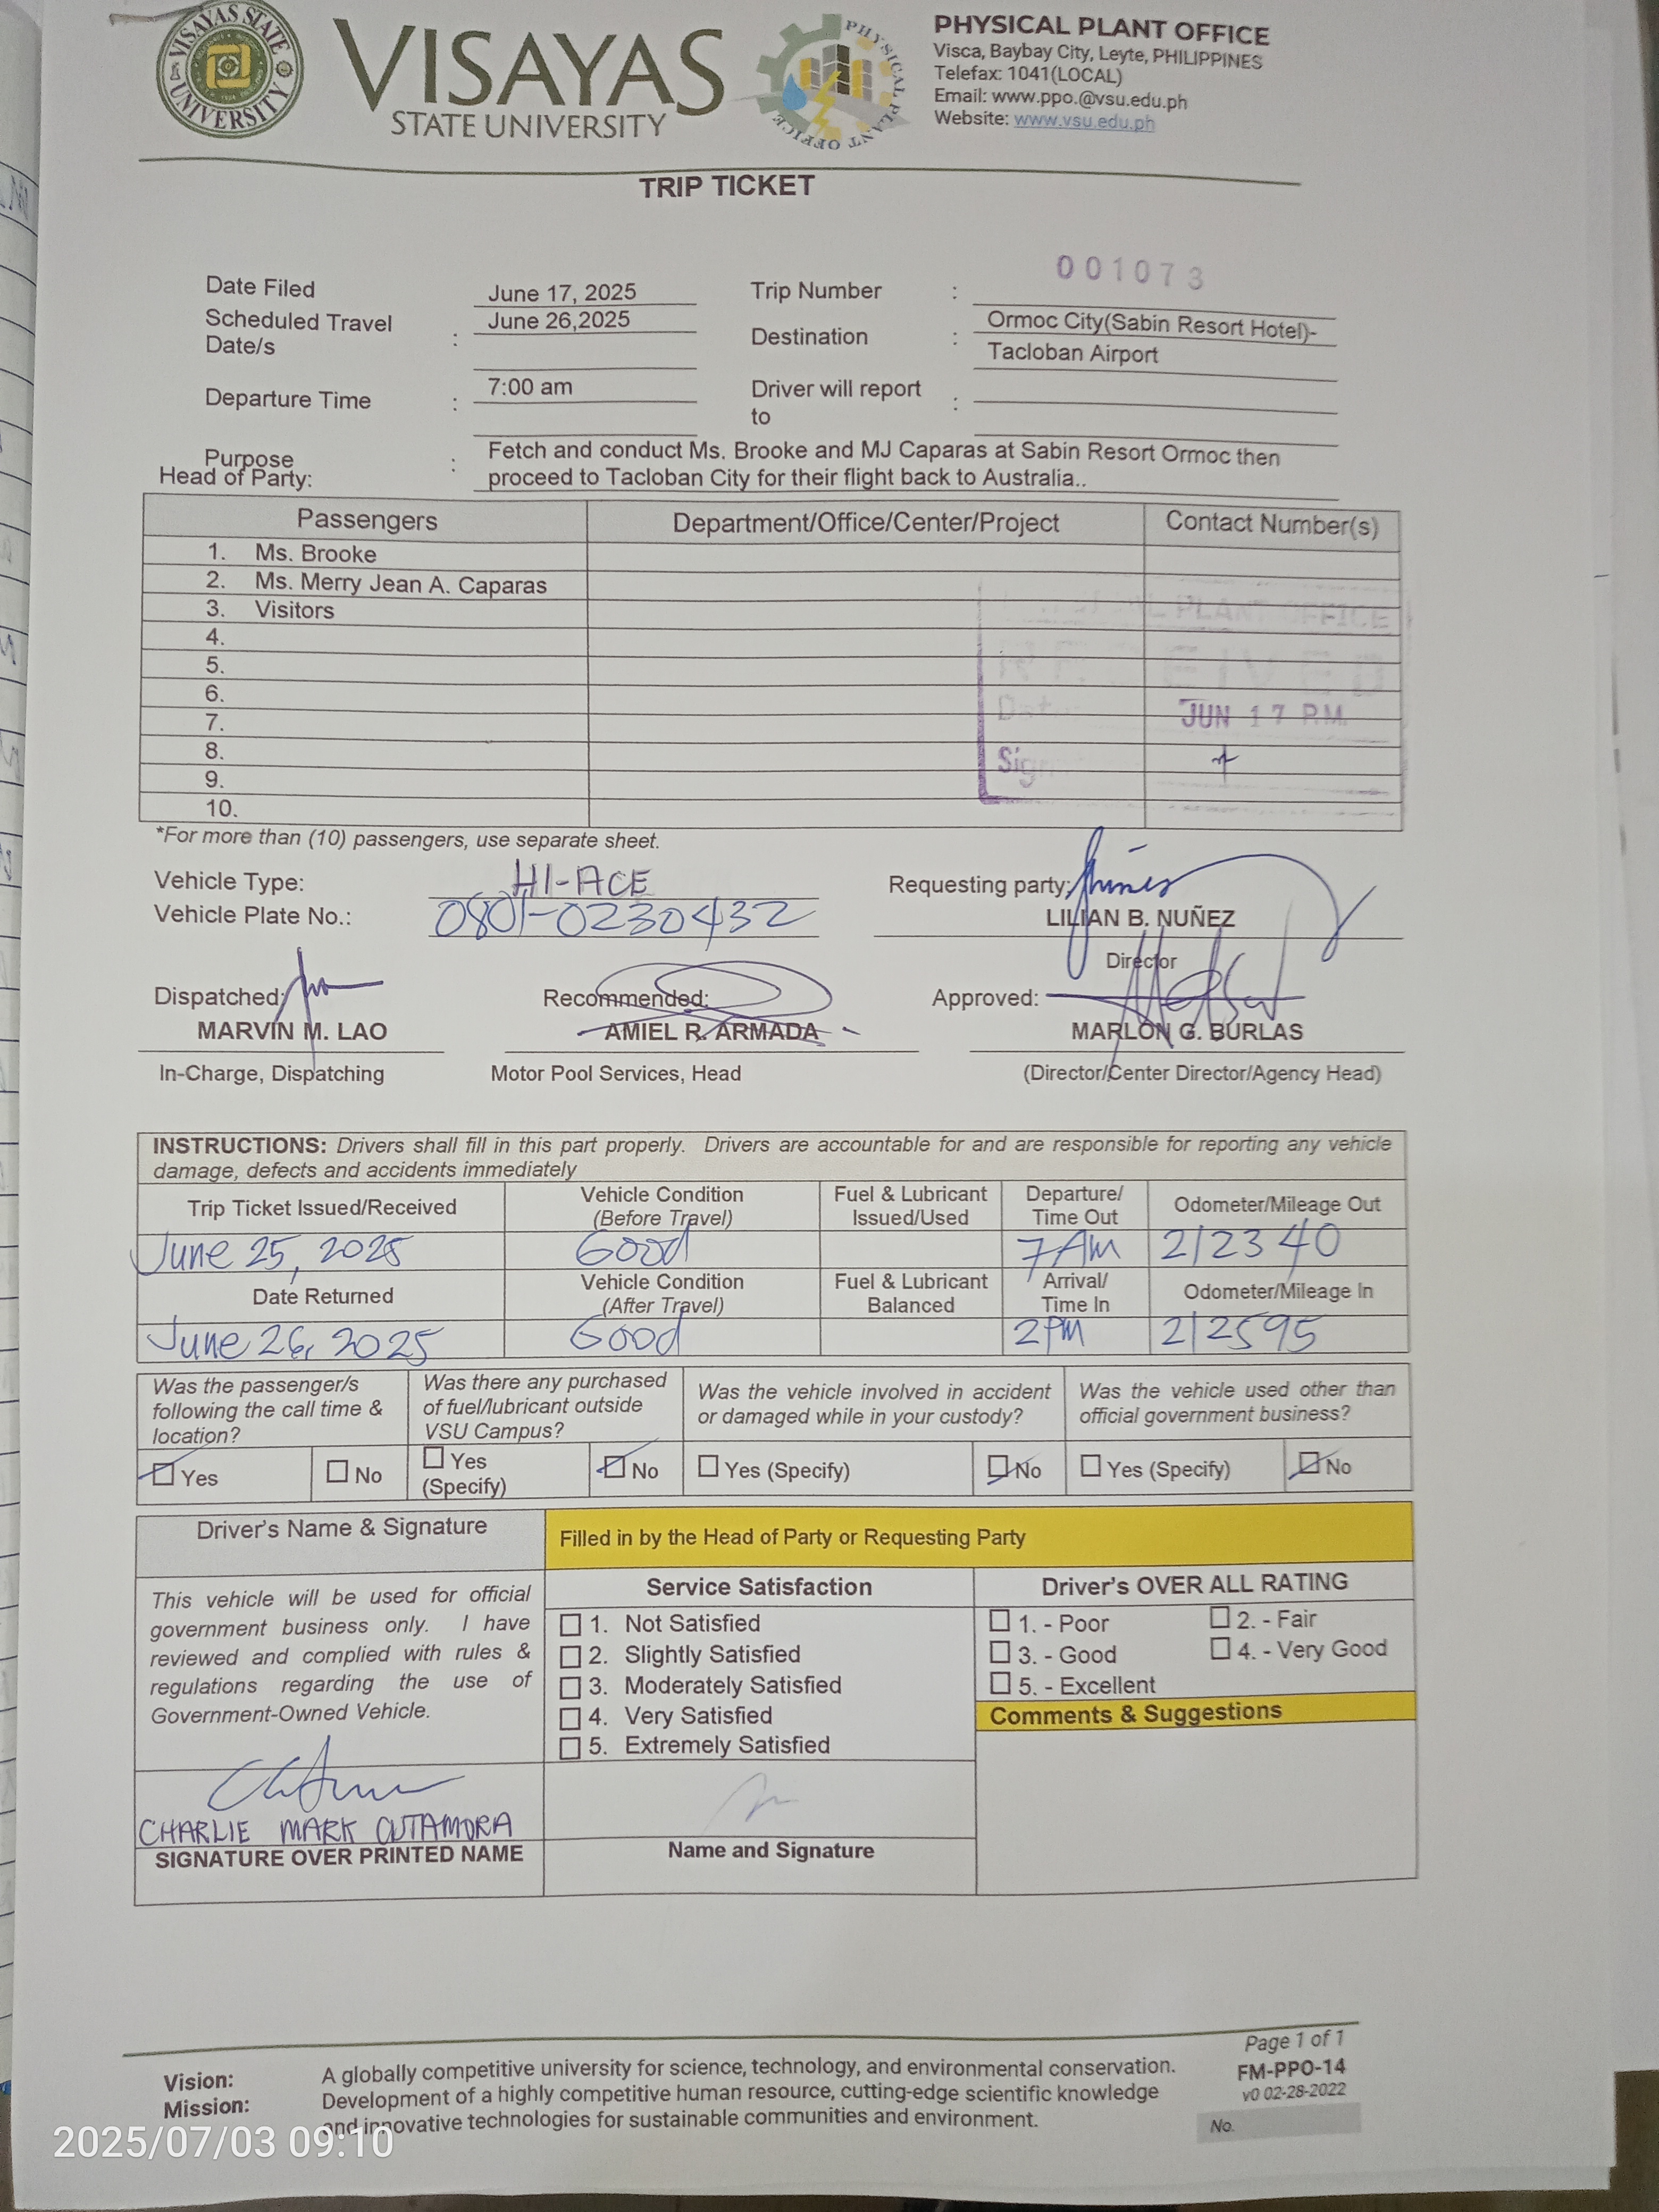 VISAYAS STATE UNIVERSITY
VISAYAS
STATE UNIVERSITY
PHYSICAL PLANT OFFICE
PHYSICAL PLANT OFFICE
Visca, Baybay City, Leyte, PHILIPPINES
Telefax: 1041(LOCAL)
Email: www.ppo.@vsu.edu.ph
Website: www.vsu.edu.ph
TRIP TICKET
001073
Date Filed June 17, 2025 Trip Number :
Scheduled Travel Date/s : June 26,2025 Destination : Ormoc City(Sabin Resort Hotel)-
Tacloban Airport
Departure Time : 7:00 am Driver will report to :
Purpose : Fetch and conduct Ms. Brooke and MJ Caparas at Sabin Resort Ormoc then
Head of Party: proceed to Tacloban City for their flight back to Australia..
Passengers Department/Office/Center/Project Contact Number(s)
1. Ms. Brooke
2. Ms. Merry Jean A. Caparas
3. Visitors
4.
5.
6.
7.
8.
9.
10.
PLANT OFFICE
RECEIVED
Date JUN 17 P.M.
Sign
*For more than (10) passengers, use separate sheet.
Vehicle Type: HI-ACE Requesting party:
Vehicle Plate No.: 0801-0230432 LILIAN B. NUÑEZ
Director
Dispatched: Recommended: Approved:
MARVIN M. LAO AMIEL R. ARMADA MARLON G. BURLAS
In-Charge, Dispatching Motor Pool Services, Head (Director/Center Director/Agency Head)
INSTRUCTIONS: Drivers shall fill in this part properly. Drivers are accountable for and are responsible for reporting any vehicle
damage, defects and accidents immediately
Trip Ticket Issued/Received Vehicle Condition (Before Travel) Fuel & Lubricant Issued/Used Departure/ Time Out Odometer/Mileage Out
June 25, 2025 Good 7AM 212340
Date Returned Vehicle Condition (After Travel) Fuel & Lubricant Balanced Arrival/ Time In Odometer/Mileage In
June 26, 2025 Good 2PM 212595
Was the passenger/s following the call time & location? Was there any purchased of fuel/lubricant outside VSU Campus? Was the vehicle involved in accident or damaged while in your custody? Was the vehicle used other than official government business?
Yes No Yes (Specify) No Yes (Specify) No Yes (Specify) No
Driver's Name & Signature Filled in by the Head of Party or Requesting Party
This vehicle will be used for official
government business only. I have
reviewed and complied with rules &
regulations regarding the use of
Government-Owned Vehicle.
Service Satisfaction
1. Not Satisfied
2. Slightly Satisfied
3. Moderately Satisfied
4. Very Satisfied
5. Extremely Satisfied
Driver's OVER ALL RATING
1. - Poor 2. - Fair
3. - Good 4. - Very Good
5. - Excellent
Comments & Suggestions
CHARLIE MARK CUTAMORA
SIGNATURE OVER PRINTED NAME Name and Signature
Page 1 of 1
FM-PPO-14
v0 02-28-2022
No.
Vision: A globally competitive university for science, technology, and environmental conservation.
Mission: Development of a highly competitive human resource, cutting-edge scientific knowledge
and innovative technologies for sustainable communities and environment.
2025/07/03 09:10